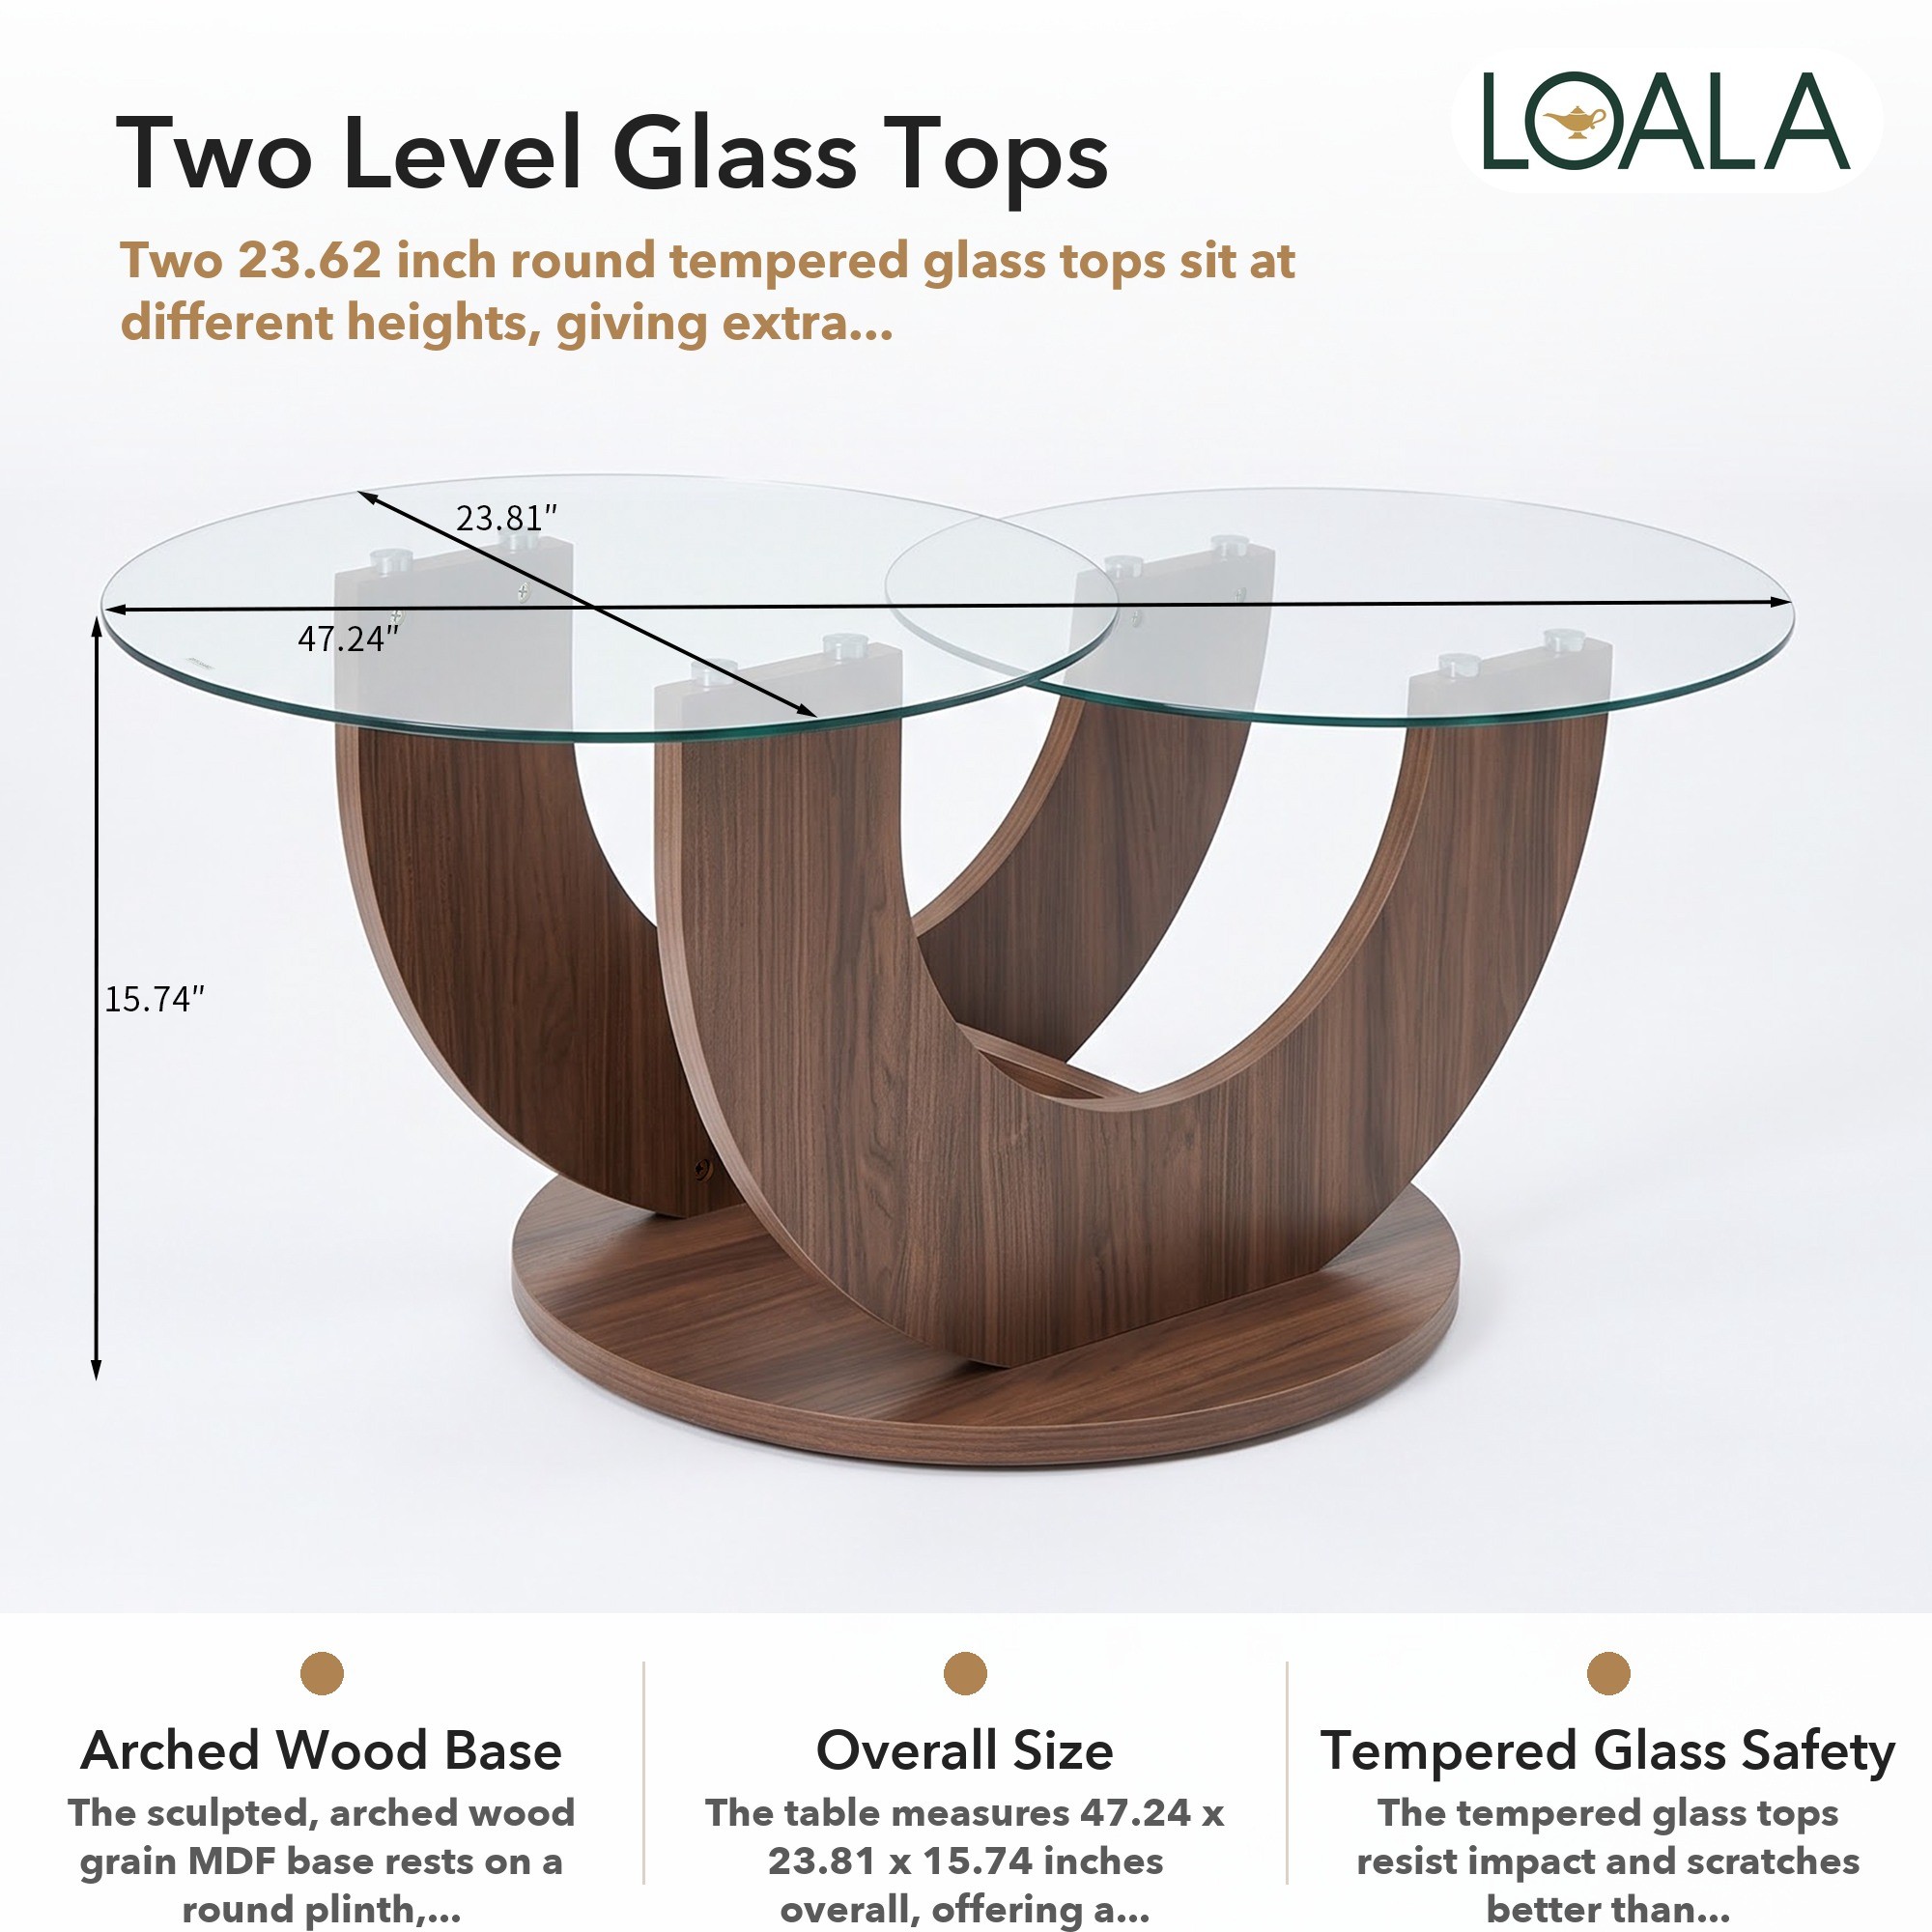 LOALA
Two Level Glass Tops
Two 23.62 inch round tempered glass tops sit at
different heights, giving extra...
23.81"
47.24"
15.74"
Arched Wood Base
The sculpted, arched wood
grain MDF base rests on a
round plinth,...
Overall Size
The table measures 47.24 x
23.81 x 15.74 inches
overall, offering a...
Tempered Glass Safety
The tempered glass tops
resist impact and scratches
better than...